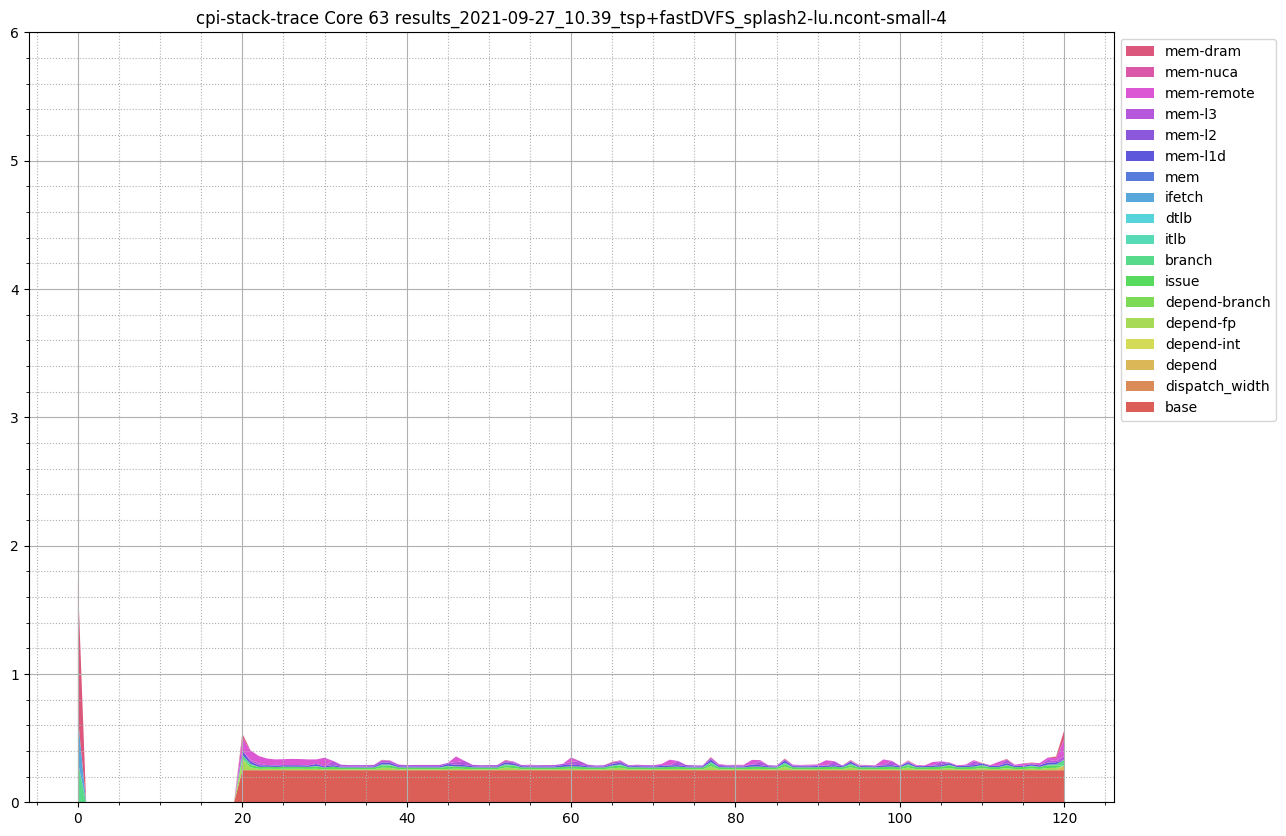 cpi-stack-trace Core 63 results_2021-09-27_10.39_tsp+fastDVFS_splash2-lu.ncont-small-4
6
5
4
3
2
1
0
0 20 40 60 80 100 120
mem-dram
mem-nuca
mem-remote
mem-l3
mem-l2
mem-l1d
mem
ifetch
dtlb
itlb
branch
issue
depend-branch
depend-fp
depend-int
depend
dispatch_width
base